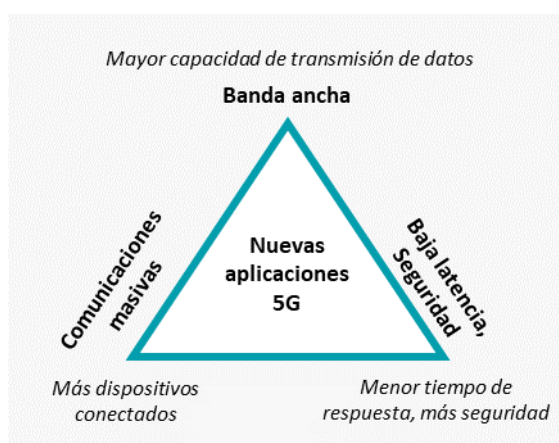 Mayor capacidad de transmisión de datos
Banda ancha
Comunicaciones
masivas
Nuevas
aplicaciones
5G
Baja latencia,
Seguridad
Más dispositivos
conectados
Menor tiempo de
respuesta, más seguridad